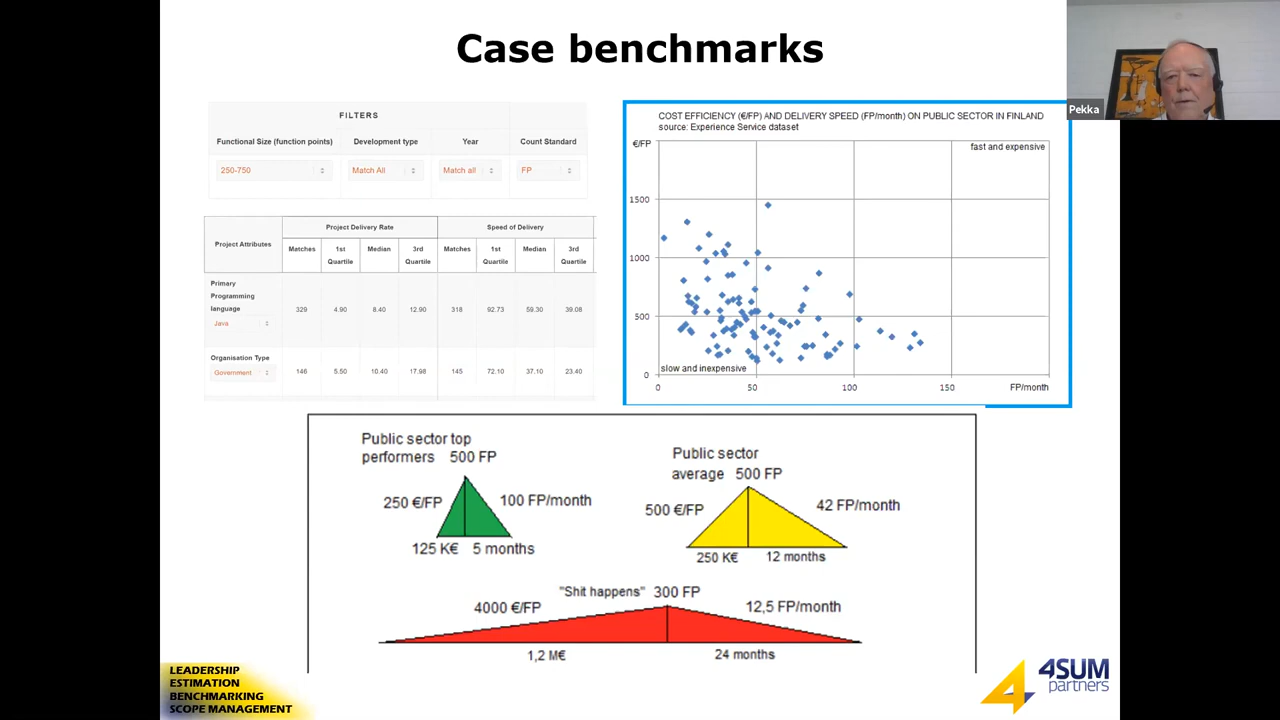 Case benchmarks
Pekka
FILTERS
Functional Size (function points) Development type Year Count Standard
250-750 Match All Match all FP
Project Attributes Project Delivery Rate Speed of Delivery
Matches 1st Quartile Median 3rd Quartile Matches 1st Quartile Median 3rd Quartile
Primary
Programming
language 329 4.90 8.40 12.90 318 92.73 59.30 39.08
Java
Organisation Type
Government 146 5.50 10.40 17.98 145 72.10 37.10 23.40
COST EFFICIENCY (€/FP) AND DELIVERY SPEED (FP/month) ON PUBLIC SECTOR IN FINLAND
source: Experience Service dataset
€/FP
fast and expensive
1500
1000
500
0
slow and inexpensive
0 50 100 150 FP/month
Public sector top
performers 500 FP
250 €/FP 100 FP/month
125 K€ 5 months
Public sector
average 500 FP
500 €/FP 42 FP/month
250 K€ 12 months
"Shit happens" 300 FP
4000 €/FP 12,5 FP/month
1,2 M€ 24 months
LEADERSHIP
ESTIMATION
BENCHMARKING
SCOPE MANAGEMENT
4SUM
partners